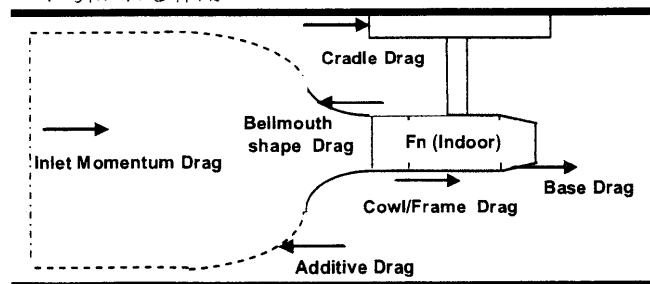 Cradle Drag
Bellmouth
shape Drag
Fn (Indoor)
Inlet Momentum Drag
Base Drag
Cowl/Frame Drag
Additive Drag